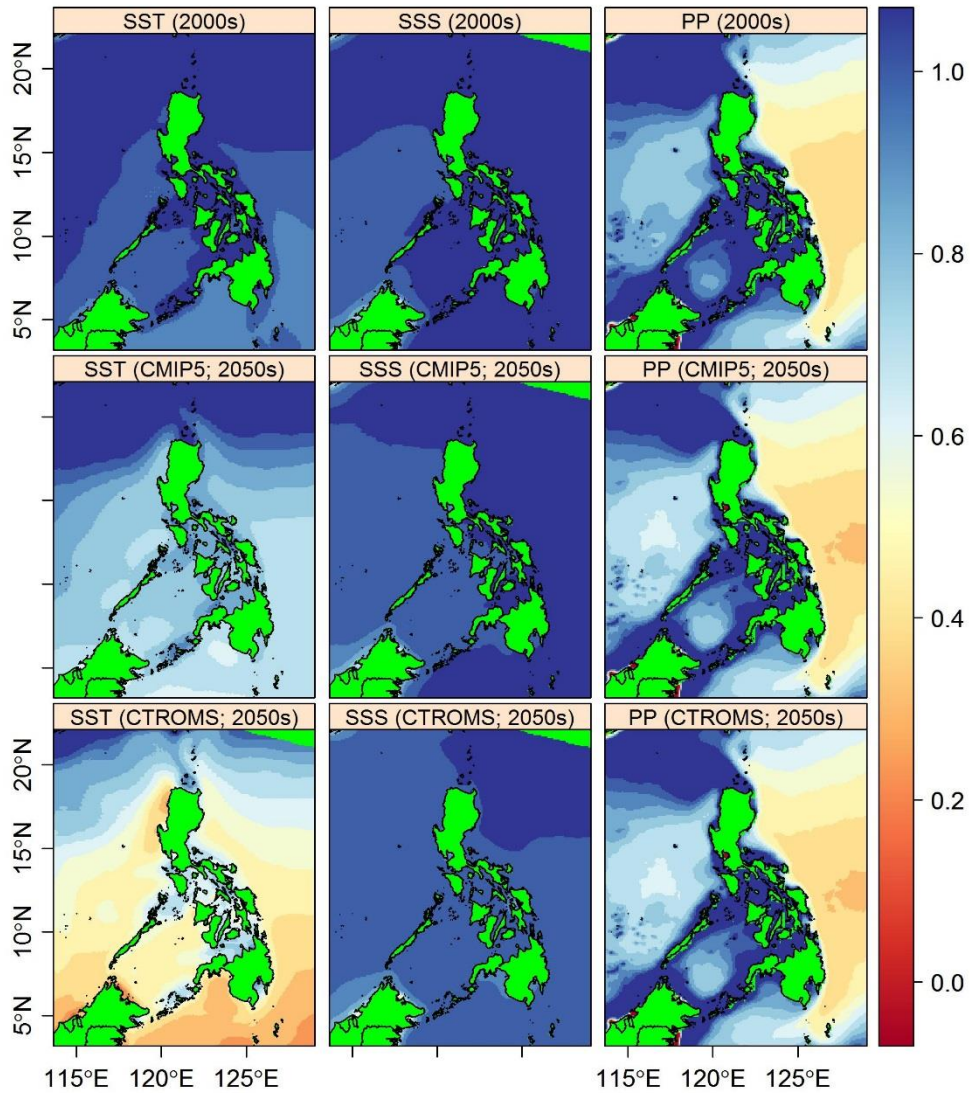 SST (2000s) SSS (2000s) PP (2000s)
20°N
15°N
10°N
5°N
SST (CMIP5; 2050s) SSS (CMIP5; 2050s) PP (CMIP5; 2050s)
SST (CTROMS; 2050s) SSS (CTROMS; 2050s) PP (CTROMS; 2050s)
20°N
15°N
10°N
5°N
115°E 120°E 125°E
115°E 120°E 125°E
1.0
0.8
0.6
0.4
0.2
0.0